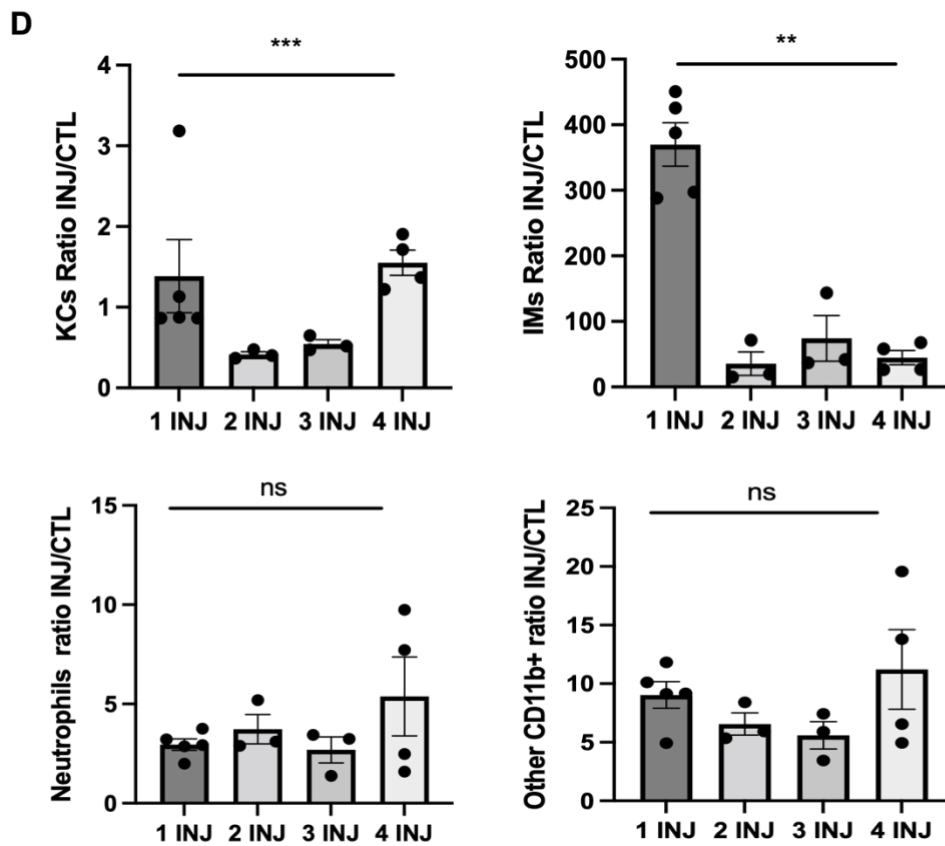 D
***
KCs Ratio INJ/CTL
4
3
2
1
0
1 INJ 2 INJ 3 INJ 4 INJ
**
IMs Ratio INJ/CTL
500
400
300
200
100
0
1 INJ 2 INJ 3 INJ 4 INJ
ns
Neutrophils ratio INJ/CTL
15
10
5
0
1 INJ 2 INJ 3 INJ 4 INJ
ns
Other CD11b+ ratio INJ/CTL
25
20
15
10
5
0
1 INJ 2 INJ 3 INJ 4 INJ